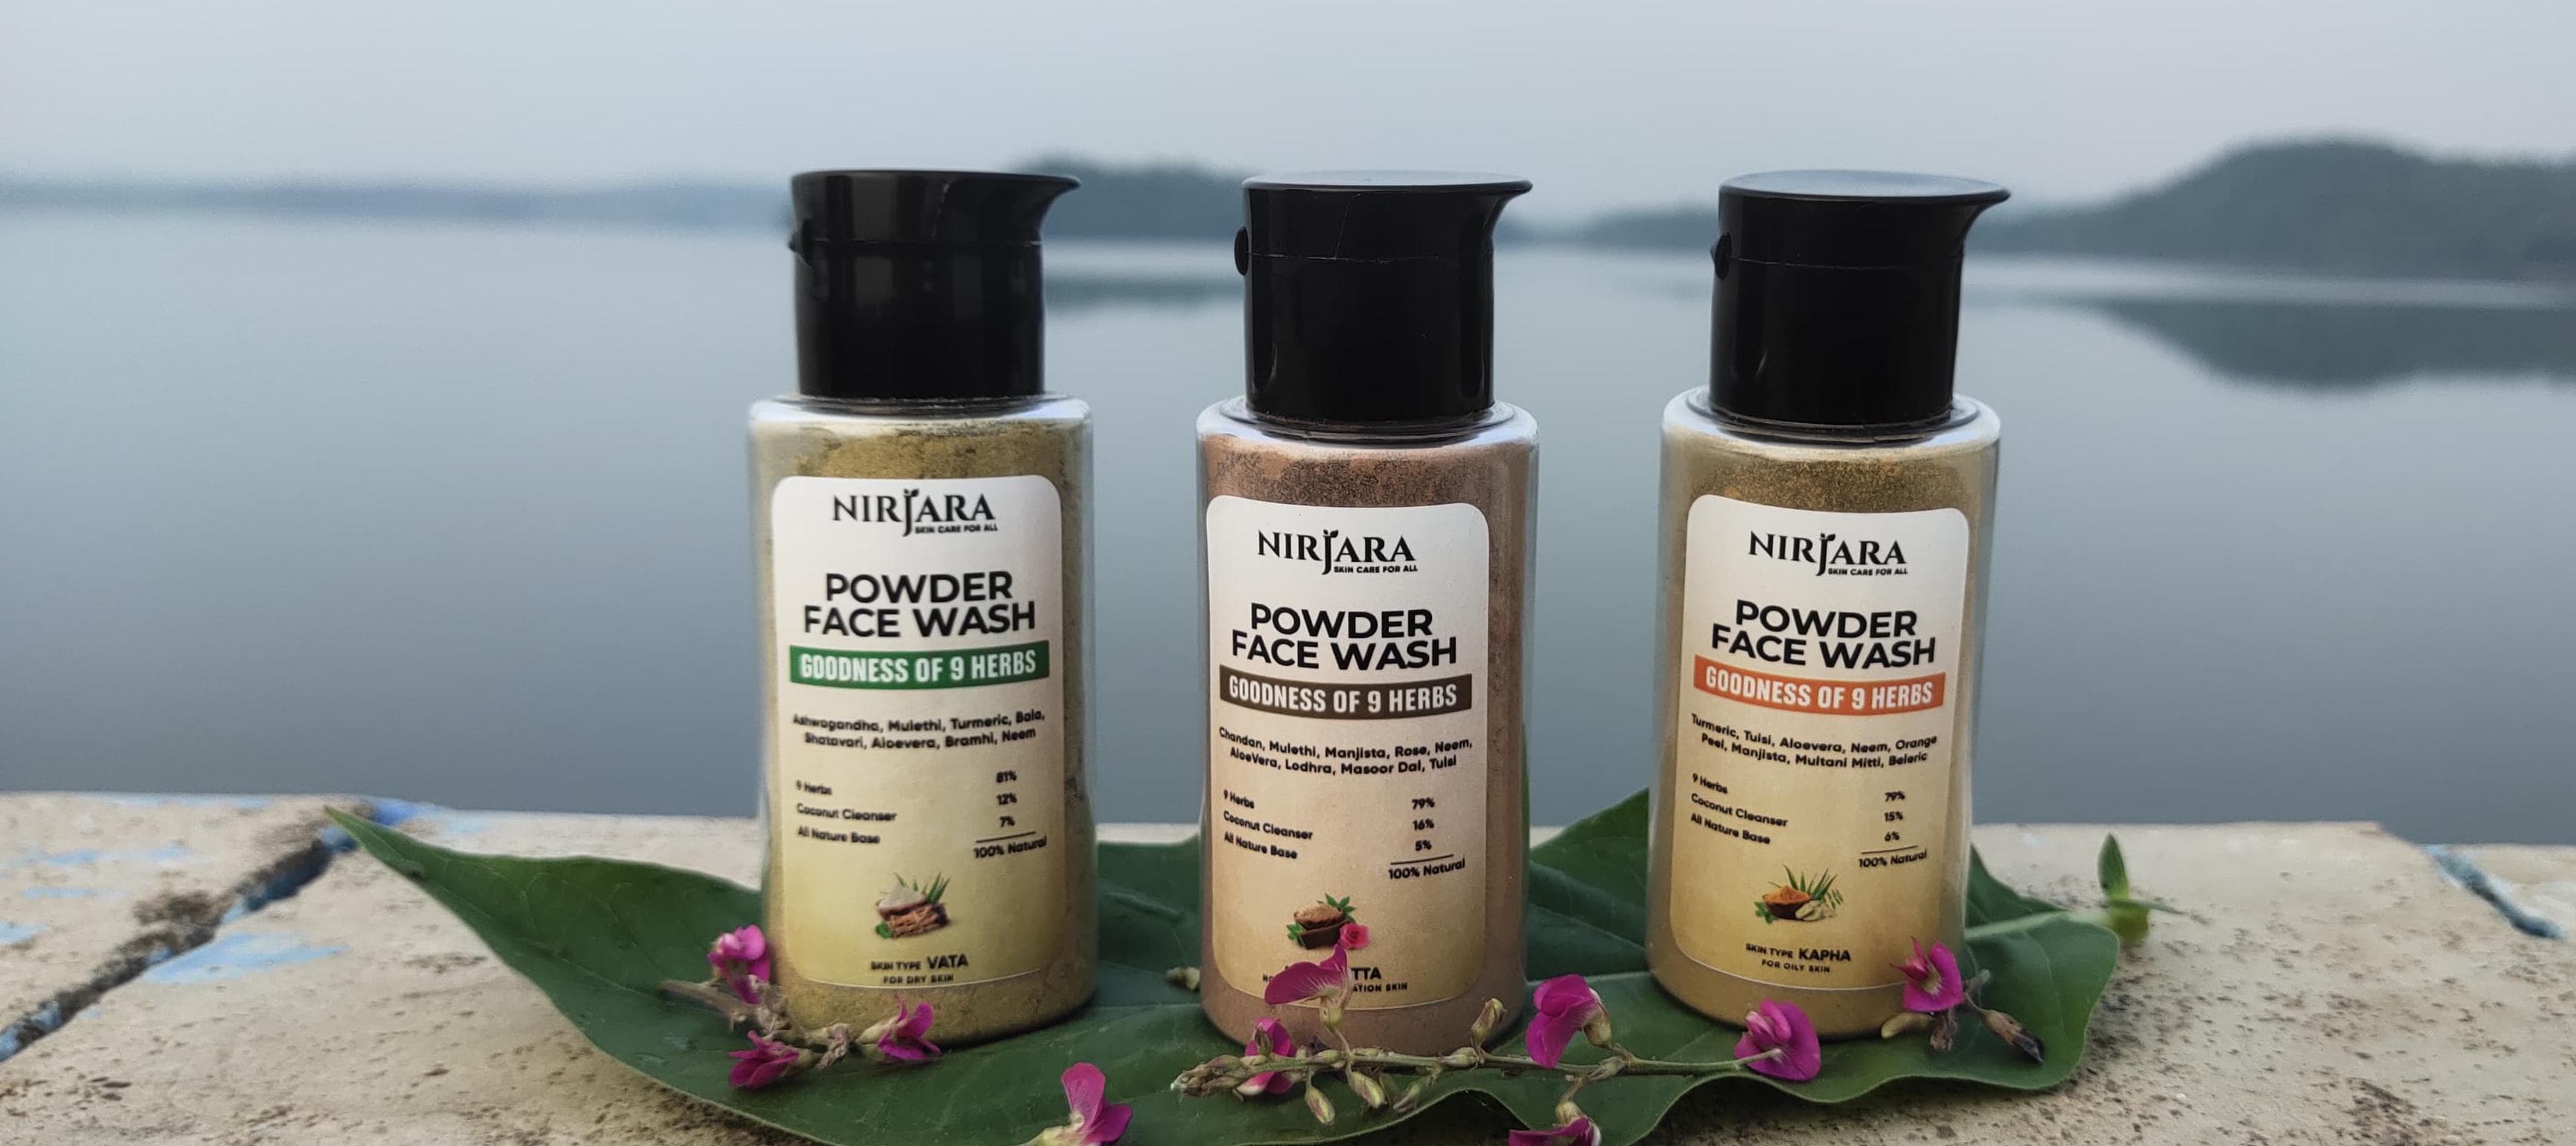 NIRJARA
SKIN CARE FOR ALL
POWDER
FACE WASH
GOODNESS OF 9 HERBS
Ashwagandha, Mulethi, Turmeric, Bala,
Shatavari, Aloevera, Bramhi, Neem
9 Herbs 81%
Coconut Cleanser 12%
All Nature Base 7%
100% Natural
SKIN TYPE VATA
FOR DRY SKIN
NIRJARA
SKIN CARE FOR ALL
POWDER
FACE WASH
GOODNESS OF 9 HERBS
Chandan, Mulethi, Manjista, Rose, Neem,
AloeVera, Lodhra, Masoor Dal, Tulsi
9 Herbs 79%
Coconut Cleanser 16%
All Nature Base 5%
100% Natural
TTA
SKIN
NIRJARA
SKIN CARE FOR ALL
POWDER
FACE WASH
GOODNESS OF 9 HERBS
Turmeric, Tulsi, Aloevera, Neem, Orange
Peel, Manjista, Multani Mitti, Beleric
9 Herbs 79%
Coconut Cleanser 15%
All Nature Base 6%
100% Natural
SKIN TYPE KAPHA
FOR OILY SKIN